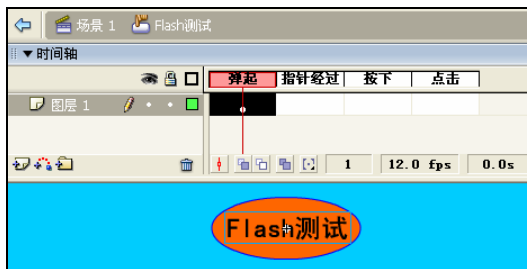 场景 1 Flash测试
时间轴
弹起 指针经过 按下 点击
图层 1
1 12.0 fps 0.0s
Flash测试